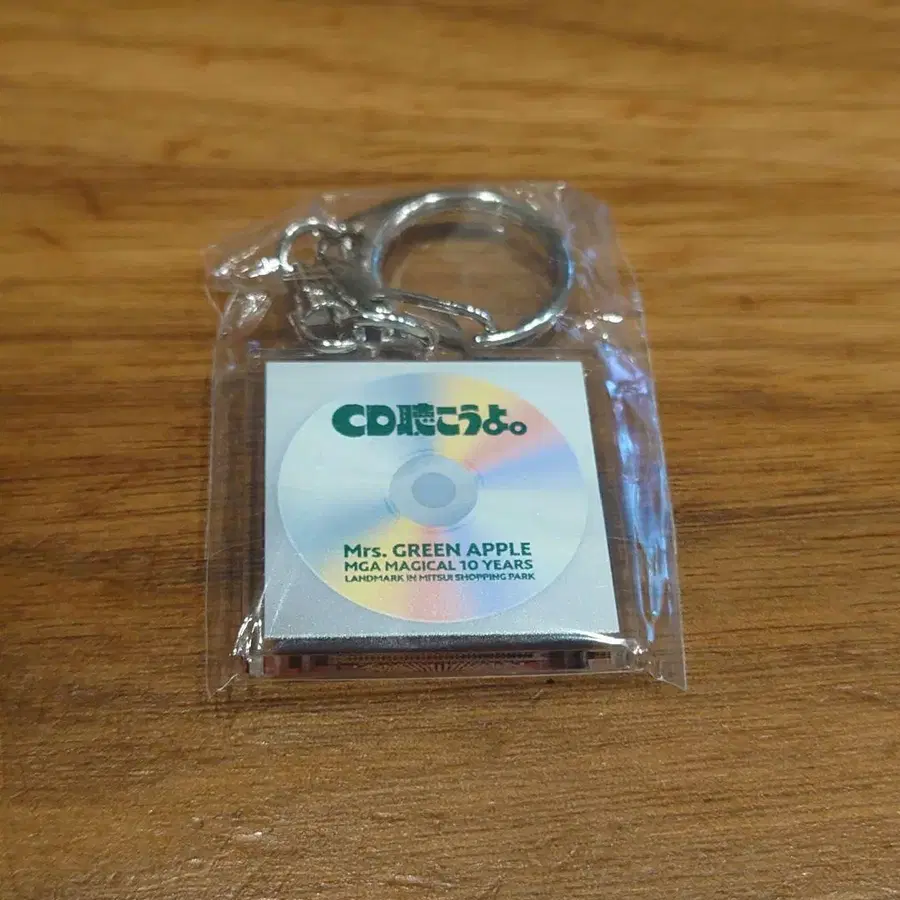 CD聴こうよ。
Mrs. GREEN APPLE
MGA MAGICAL 10 YEARS
LANDMARK IN MITSUI SHOPPING PARK